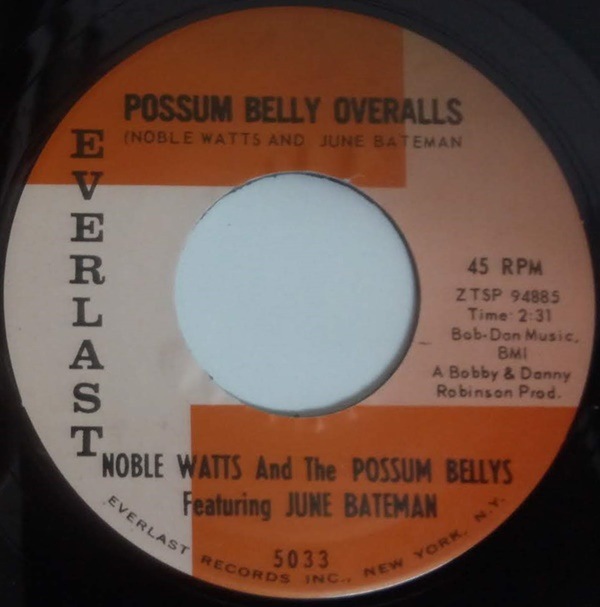 POSSUM BELLY OVERALLS
(NOBLE WATTS AND JUNE BATEMAN
EVERLAST
45 RPM
ZTSP 94885
Time: 2:31
Bob-Dan Music,
BMI
A Bobby & Danny
Robinson Prod.
NOBLE WATTS And The POSSUM BELLYS
Featuring JUNE BATEMAN
5033
EVERLAST RECORDS INC., NEW YORK, N.Y.